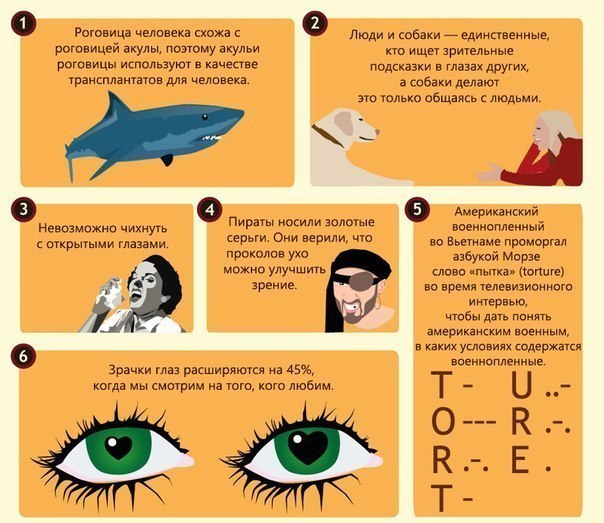 1
Роговица человека схожа с
роговицей акулы, поэтому акульи
роговицы используют в качестве
трансплантатов для человека.
2
Люди и собаки — единственные,
кто ищет зрительные
подсказки в глазах других,
а собаки делают
это только общаясь с людьми.
3
Невозможно чихнуть
с открытыми глазами.
4
Пираты носили золотые
серьги. Они верили, что
проколов ухо
можно улучшить
зрение.
5
Американский
военнопленный
во Вьетнаме проморгал
азбукой Морзе
слово «пытка» (torture)
во время телевизионного
интервью,
чтобы дать понять
американским военным,
в каких условиях содержатся
военнопленные.
T - U ..-
O --- R .-.
R .-. E .
T -
6
Зрачки глаз расширяются на 45%,
когда мы смотрим на того, кого любим.